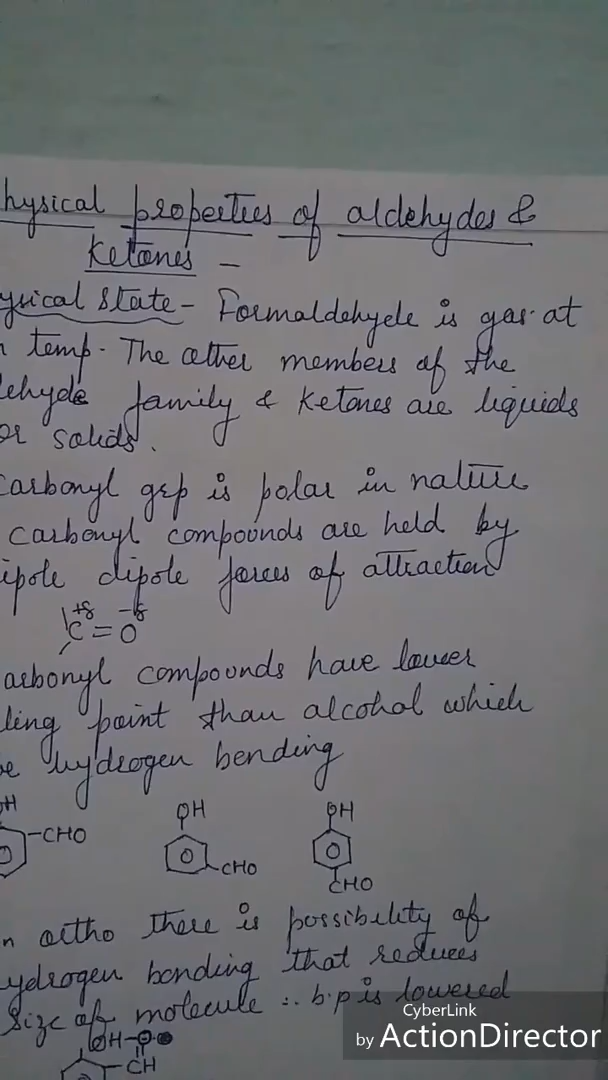 hysical properties of aldehydes &
Ketones -
ysical State - Formaldehyde is gas at
n temp. The other members of the
dehyde family & Ketones are liquids
or solids.
carbonyl grp is polar in nature
carbonyl compounds are held by
ipole dipole forces of attraction
+δ -δ
C=O
arbonyl compounds have lower
ling point than alcohol which
ve hydrogen bonding
OH
-CHO
OH
CHO
OH
CHO
n ortho there is possibility of
ydrogen bonding that reduces
size of molecule ∴ b.p is lowered
CH
CyberLink
by ActionDirector